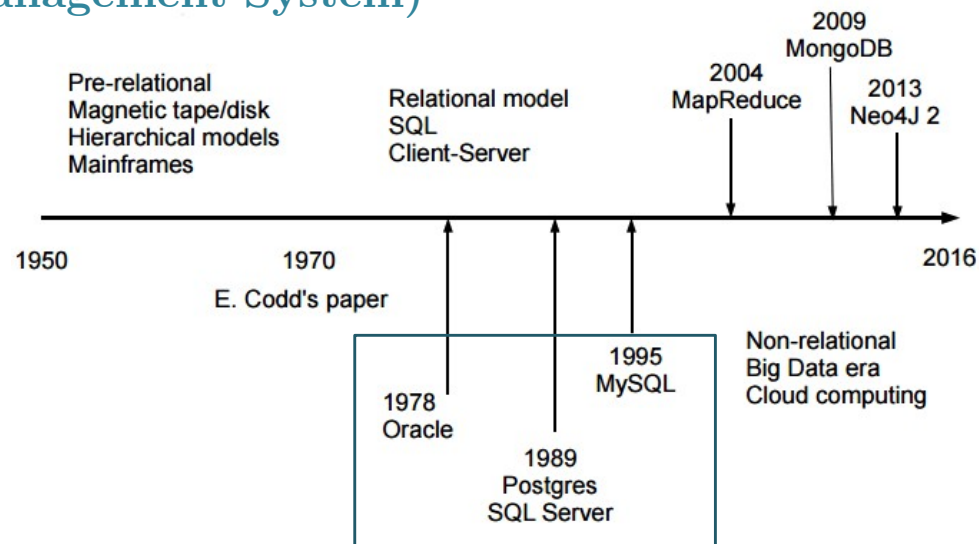 anagement System)
2009
MongoDB
2004
MapReduce
2013
Neo4J 2
Pre-relational
Magnetic tape/disk
Hierarchical models
Mainframes
Relational model
SQL
Client-Server
1950
1970
2016
E. Codd's paper
1978
Oracle
1989
Postgres
SQL Server
1995
MySQL
Non-relational
Big Data era
Cloud computing